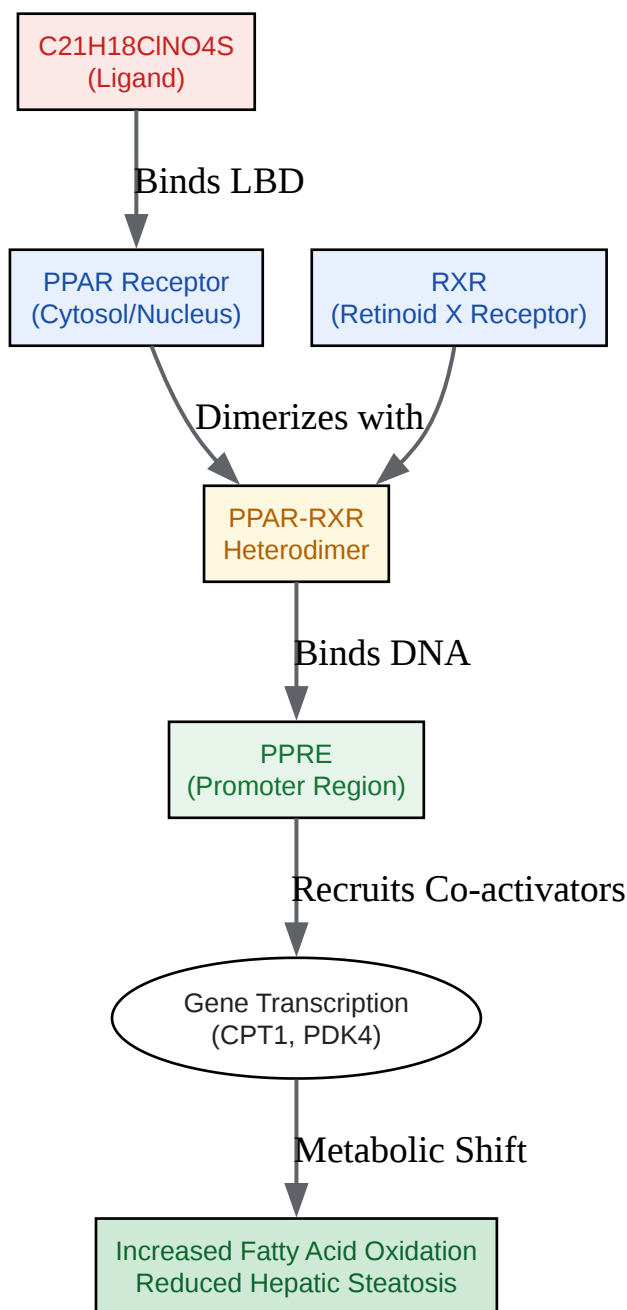 C21H18ClNO4S
(Ligand)
Binds LBD
PPAR Receptor
(Cytosol/Nucleus)
RXR
(Retinoid X Receptor)
Dimerizes with
PPAR-RXR
Heterodimer
Binds DNA
PPRE
(Promoter Region)
Recruits Co-activators
Gene Transcription
(CPT1, PDK4)
Metabolic Shift
Increased Fatty Acid Oxidation
Reduced Hepatic Steatosis